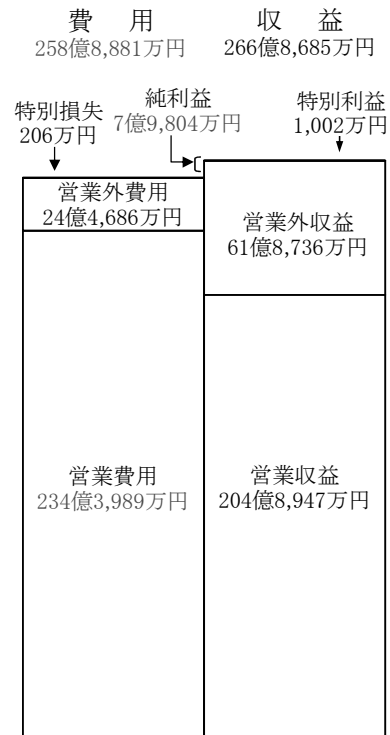 費　用
258億8,881万円
収　益
266億8,685万円
特別損失
206万円
純利益
7億9,804万円
特別利益
1,002万円
営業外費用
24億4,686万円
営業外収益
61億8,736万円
営業費用
234億3,989万円
営業収益
204億8,947万円